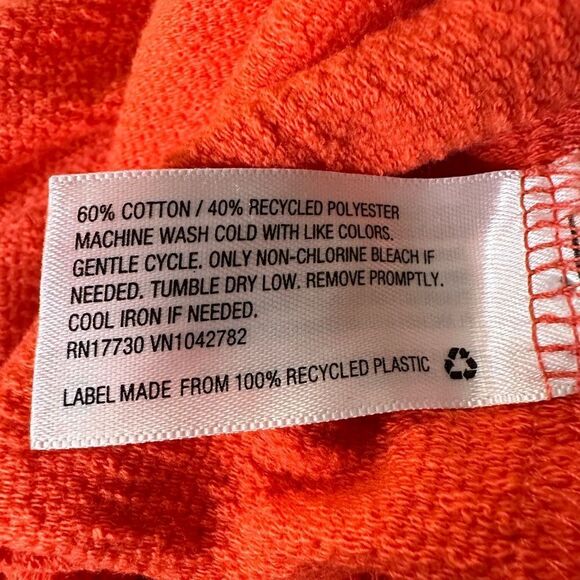 60% COTTON / 40% RECYCLED POLYESTER
MACHINE WASH COLD WITH LIKE COLORS.
GENTLE CYCLE. ONLY NON-CHLORINE BLEACH IF
NEEDED. TUMBLE DRY LOW. REMOVE PROMPTLY.
COOL IRON IF NEEDED.
RN17730 VN1042782
LABEL MADE FROM 100% RECYCLED PLASTIC